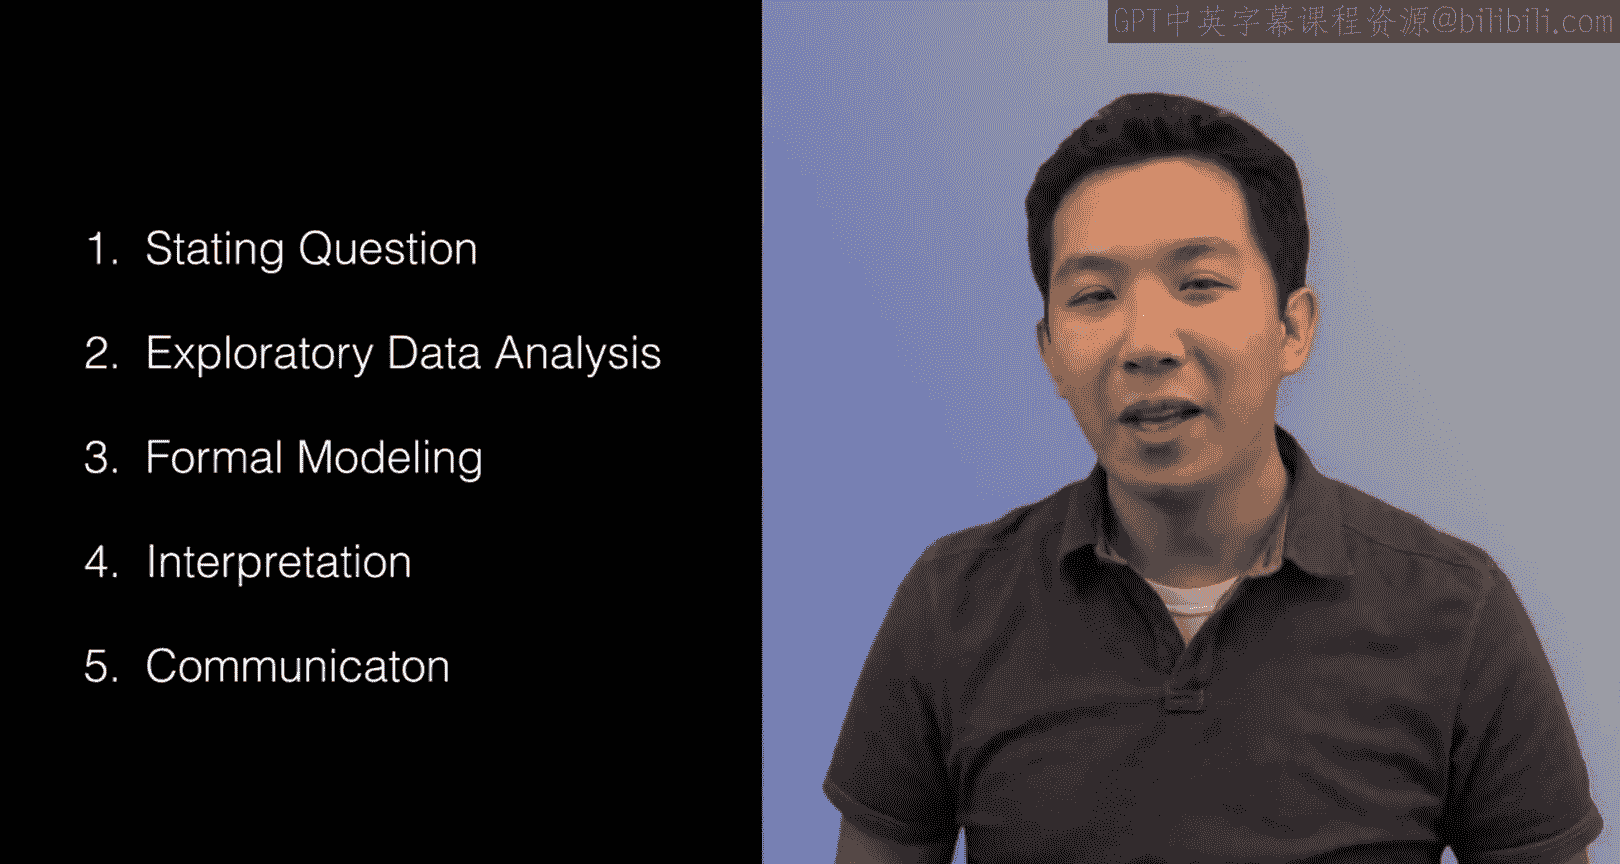 GPT中英字幕课程资源@bilibili.com
1. Stating Question
2. Exploratory Data Analysis
3. Formal Modeling
4. Interpretation
5. Communicaton